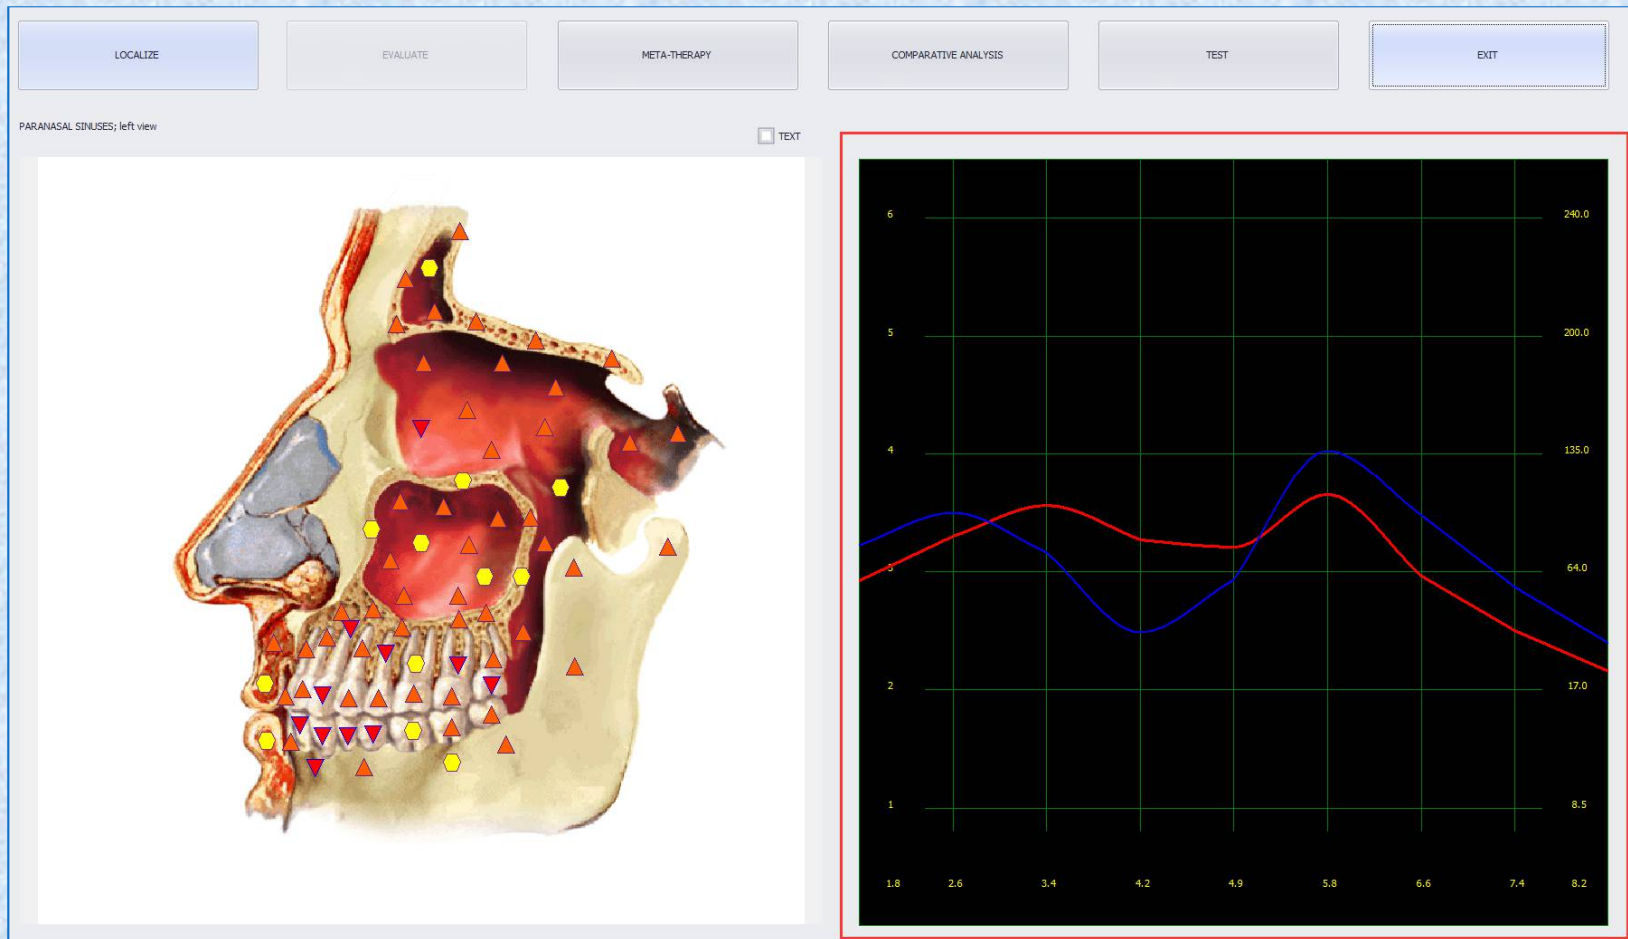 LOCALIZE
EVALUATE
META-THERAPY
COMPARATIVE ANALYSIS
TEST
EXIT
PARANASAL SINUSES; left view
TEXT
6
240.0
5
200.0
4
135.0
3
64.0
2
17.0
1
8.5
1.8
2.6
3.4
4.2
4.9
5.8
6.6
7.4
8.2